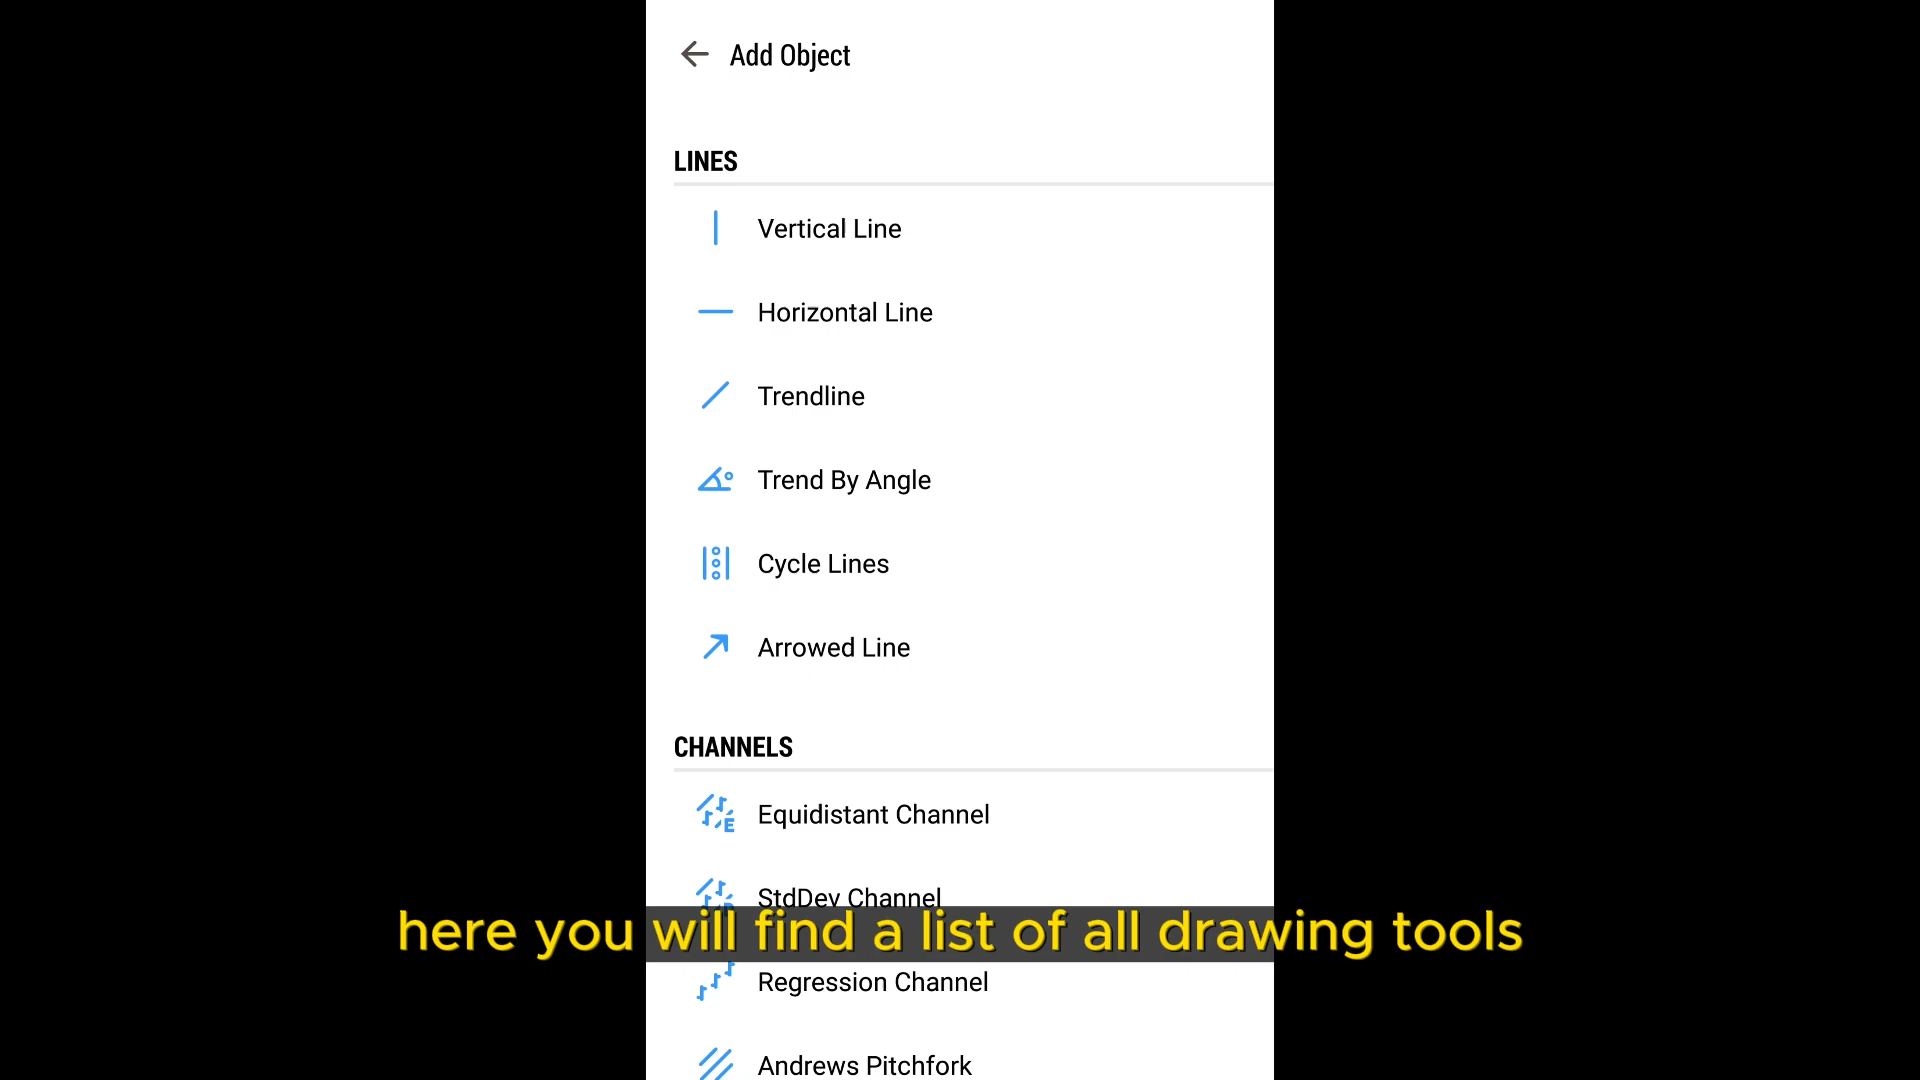 Add Object
LINES
Vertical Line
Horizontal Line
Trendline
Trend By Angle
Cycle Lines
Arrowed Line
CHANNELS
Equidistant Channel
StdDev Channel
here you will find a list of all drawing tools
Regression Channel
Andrews Pitchfork